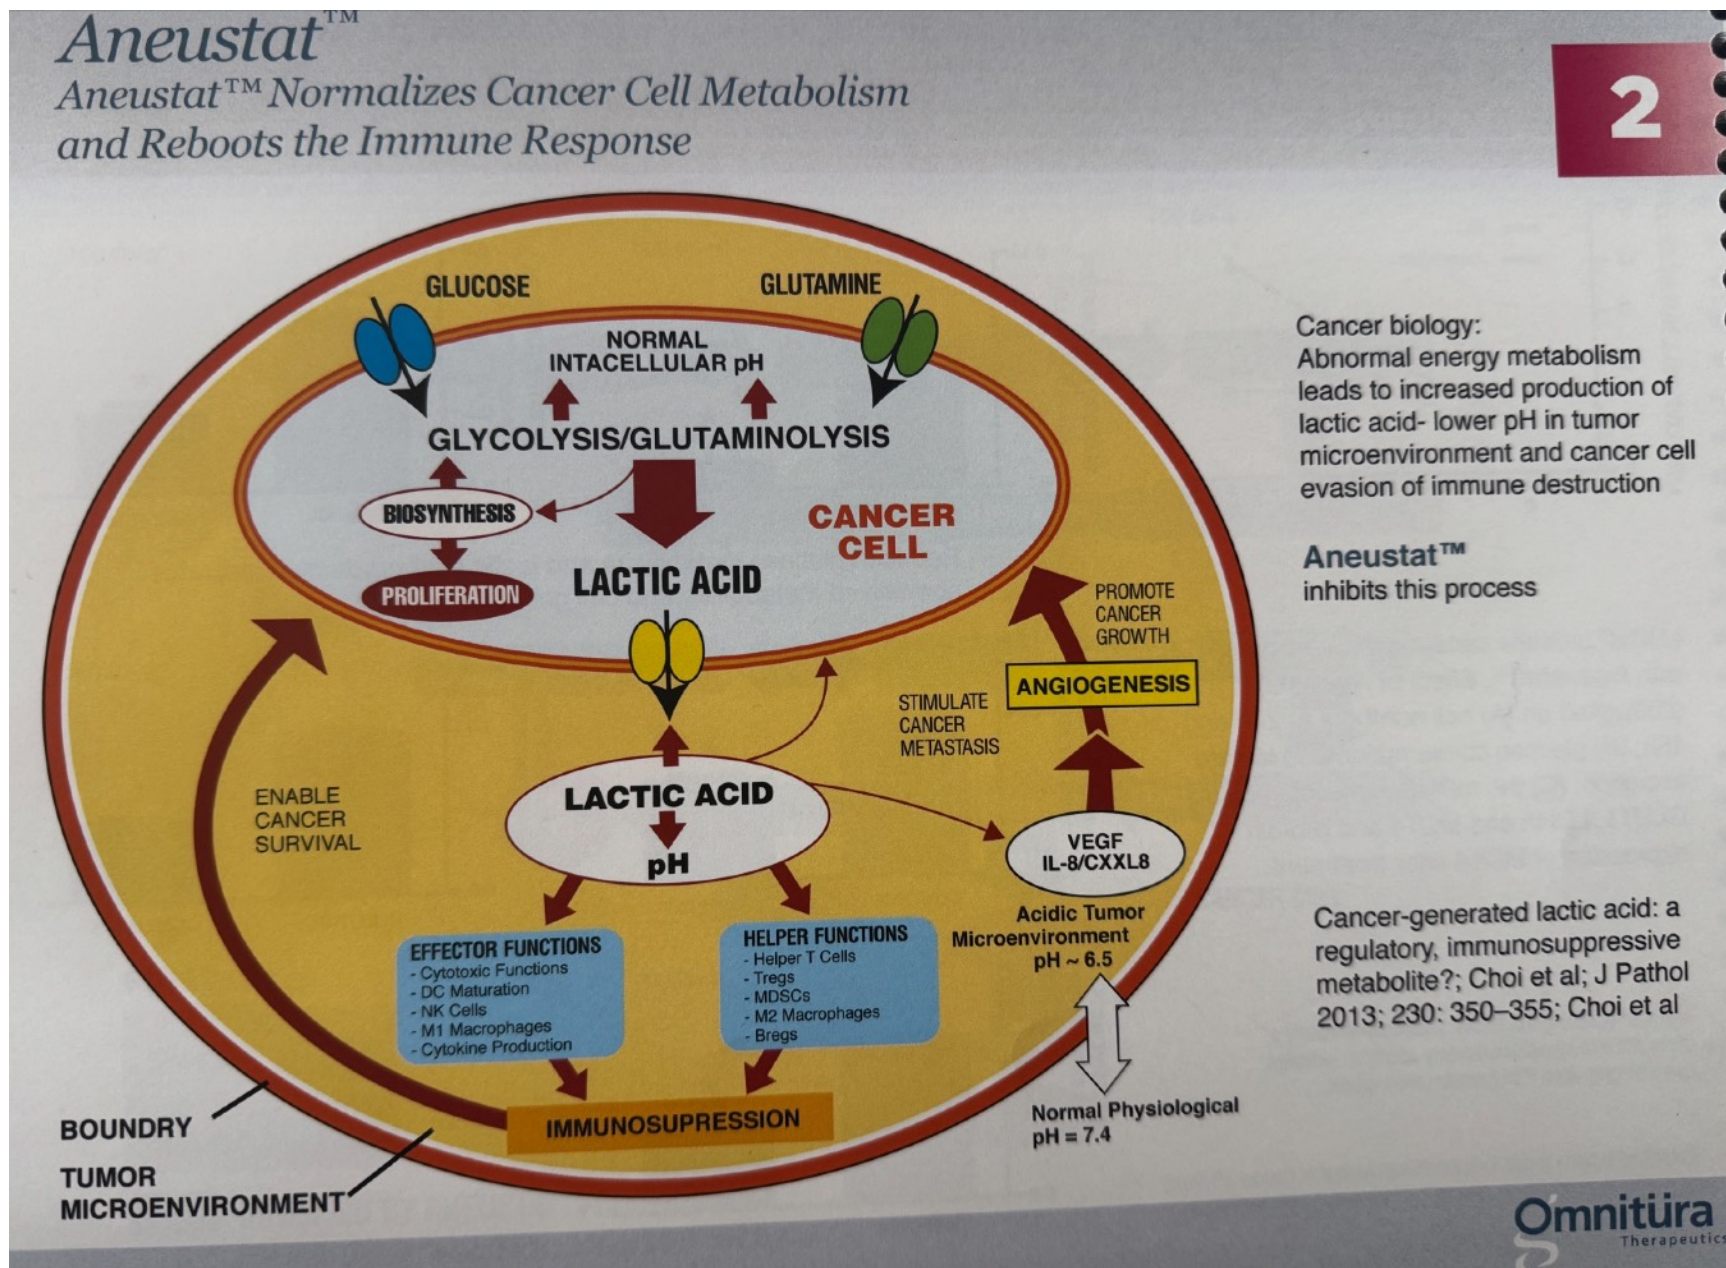 Aneustat™
Aneustat™ Normalizes Cancer Cell Metabolism
and Reboots the Immune Response
2
GLUCOSE
GLUTAMINE
NORMAL
INTACELLULAR pH
GLYCOLYSIS/GLUTAMINOLYSIS
BIOSYNTHESIS
PROLIFERATION
LACTIC ACID
CANCER
CELL
PROMOTE
CANCER
GROWTH
ANGIOGENESIS
STIMULATE
CANCER
METASTASIS
ENABLE
CANCER
SURVIVAL
LACTIC ACID
pH
VEGF
IL-8/CXXL8
Acidic Tumor
Microenvironment
pH ~ 6.5
EFFECTOR FUNCTIONS
- Cytotoxic Functions
- DC Maturation
- NK Cells
- M1 Macrophages
- Cytokine Production
HELPER FUNCTIONS
- Helper T Cells
- Tregs
- MDSCs
- M2 Macrophages
- Bregs
IMMUNOSUPRESSION
Normal Physiological
pH = 7.4
BOUNDRY
TUMOR
MICROENVIRONMENT
Cancer biology:
Abnormal energy metabolism
leads to increased production of
lactic acid- lower pH in tumor
microenvironment and cancer cell
evasion of immune destruction
Aneustat™
inhibits this process
Cancer-generated lactic acid: a
regulatory, immunosuppressive
metabolite?; Choi et al; J Pathol
2013; 230: 350–355; Choi et al
Omnitüra
Therapeutics